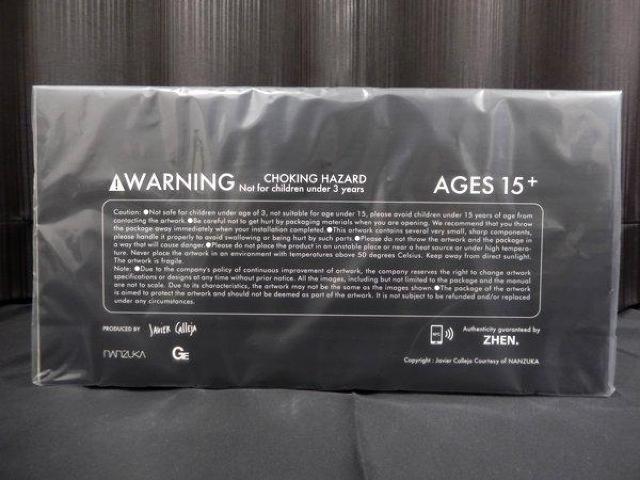 ⚠WARNING CHOKING HAZARD
Not for children under 3 years
AGES 15+
Caution: ●Not safe for children under age of 3, not suitable for age under 15, please avoid children under 15 years of age from
contacting the artwork.●Be careful not to get hurt by packaging materials when you are opening. We recommend that you throw
the package away immediately when your installation completed.●This artwork contains several very small, sharp components,
please handle it properly to avoid swallowing or being hurt by such parts.●Please do not throw the artwork and the package in
a way that will cause danger.●Please do not place the product in an unstable place or near a heat source or under high tempera-
ture. Never place the artwork in an environment with temperatures above 50 degrees Celsius. Keep away from direct sunlight.
The artwork is fragile.
Note: ●Due to the company's policy of continuous improvement of artwork, the company reserves the right to change artwork
specifications or designs at any time without prior notice. All the images, including but not limited to the package and the manual
are not to scale. Due to its characteristics, the artwork may not be the same as the images shown.●The package of the artwork
is aimed to protect the artwork and should not be deemed as part of the artwork. It is not subject to be refunded and/or replaced
under any circumstances.
PRODUCED BY JAVIER CALLEJA
NANZUKA GE
NFC
Authenticity guaranteed by
ZHEN.
Copyright : Javier Calleja Courtesy of NANZUKA